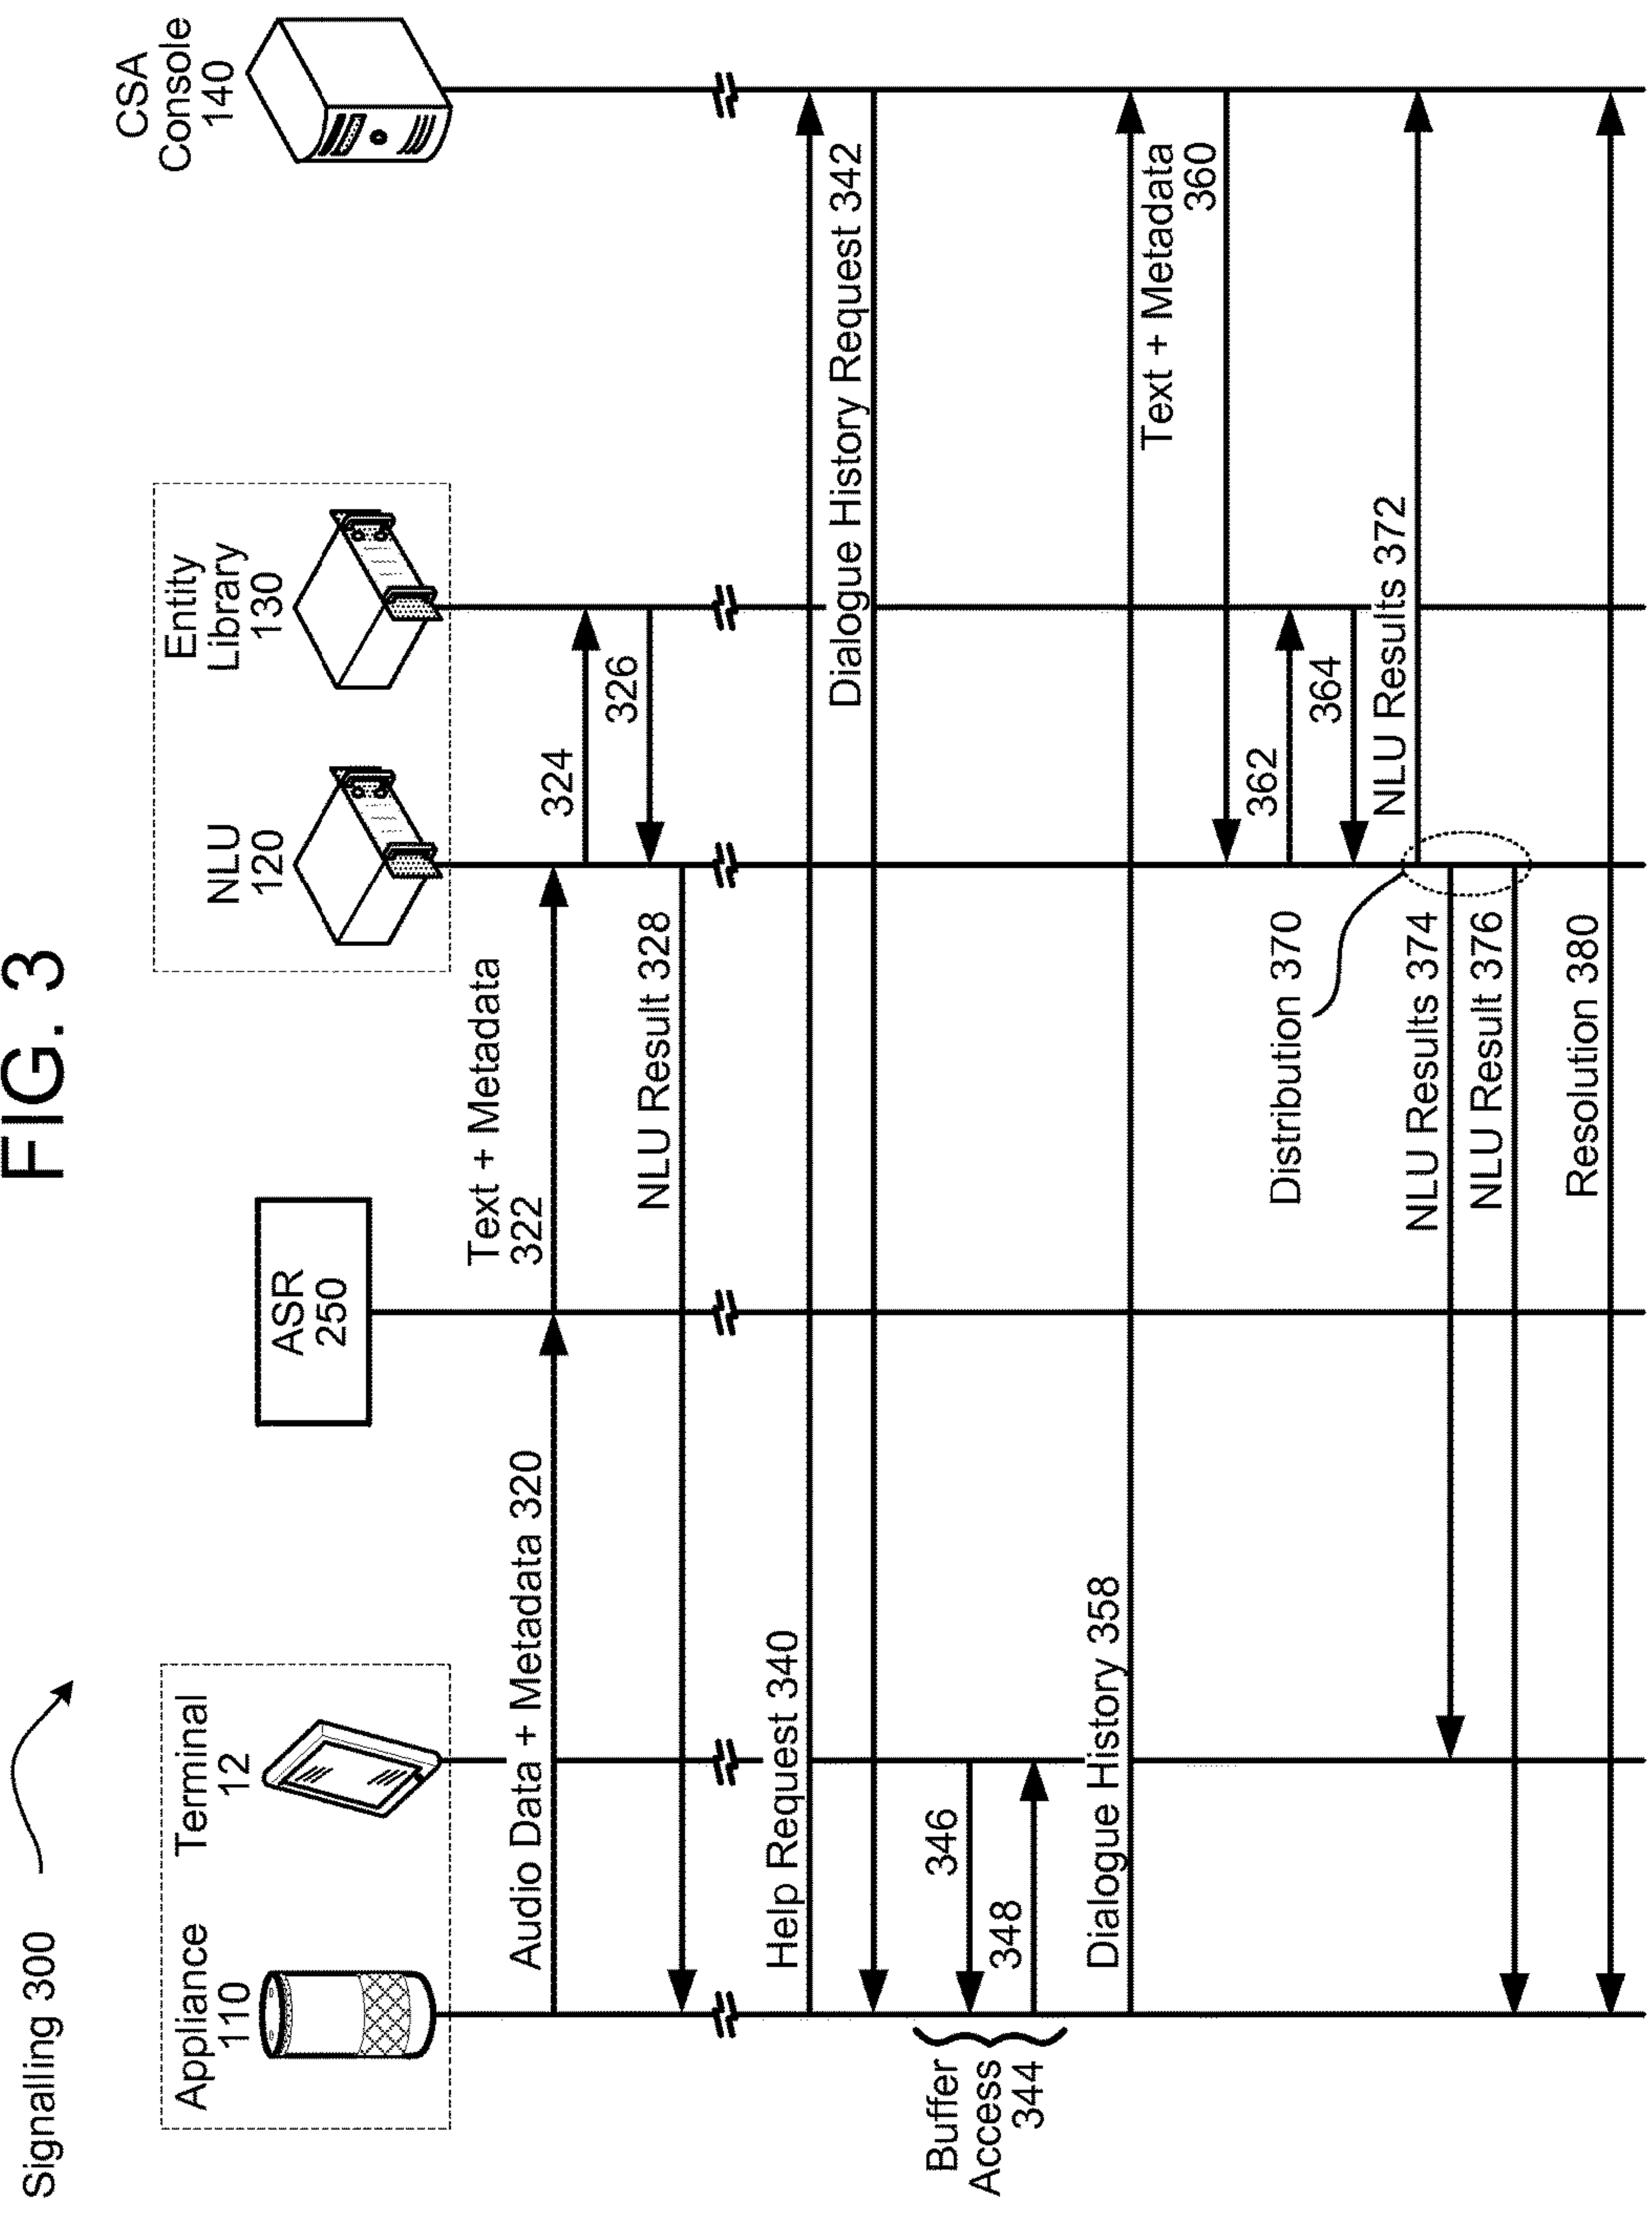 FIG. 3
Signalling 300
Appliance
110
Terminal
12
ASR
250
NLU
120
Entity
Library
130
CSA
Console
140
Audio Data + Metadata 320
Text + Metadata
322
324
326
NLU Result 328
Help Request 340
Dialogue History Request 342
Buffer
Access
344
346
348
Dialogue History 358
Text + Metadata
360
362
364
Distribution 370
NLU Results 372
NLU Results 374
NLU Result 376
Resolution 380